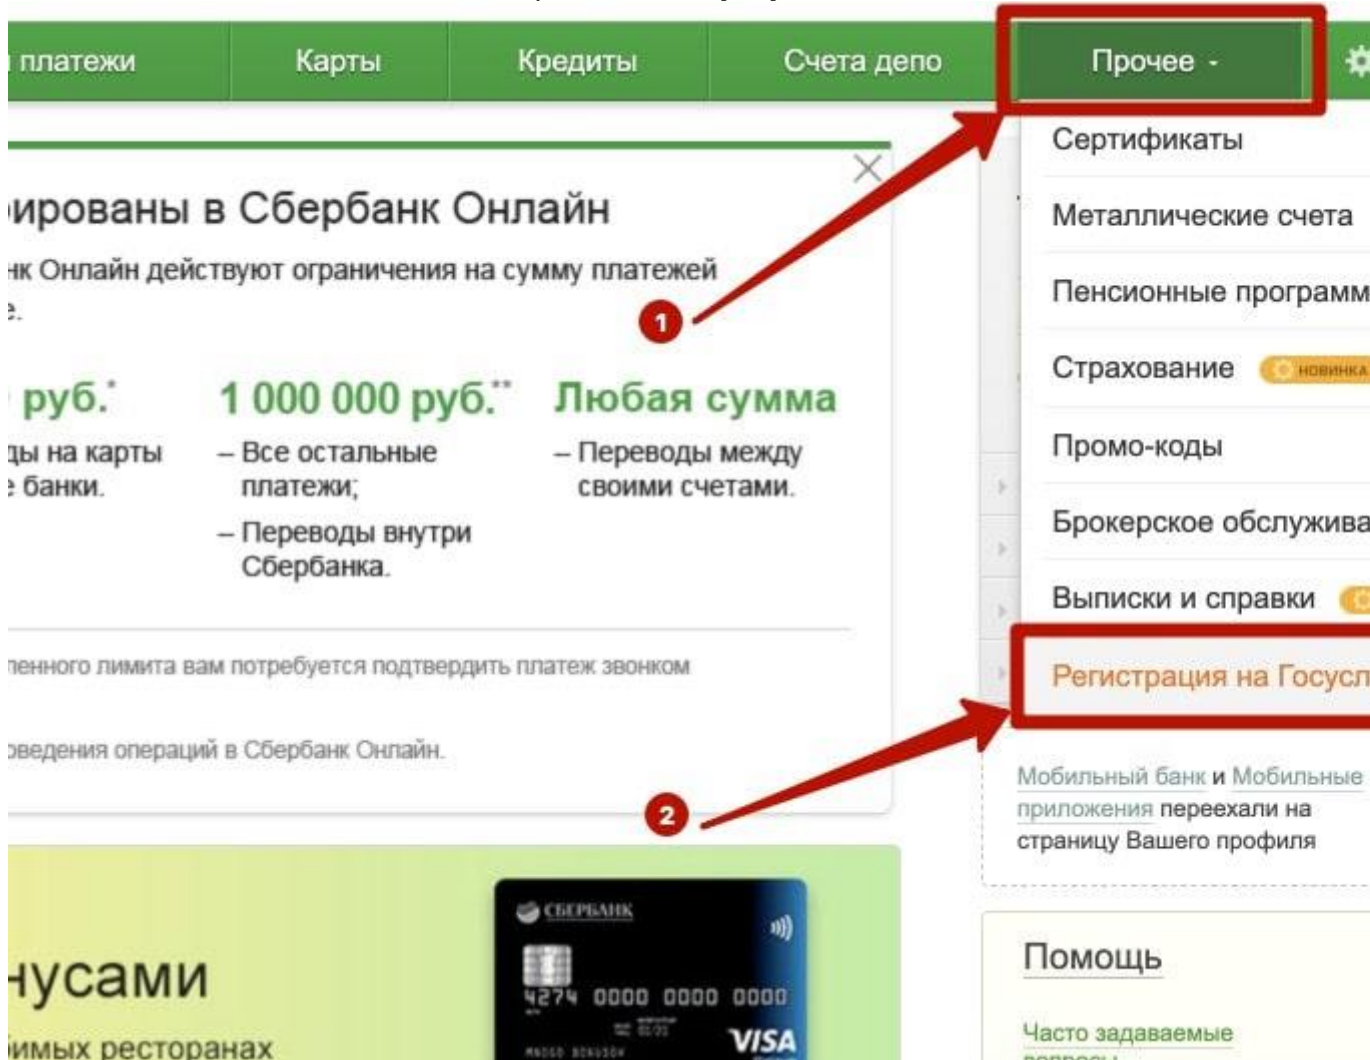 платежи
Карты
Кредиты
Счета депо
Прочее
Сертификаты
Металлические счета
Пенсионные программ
Страхование новинка
Промо-коды
Брокерское обслужива
Выписки и справки
Регистрация на Госусл
ированы в Сбербанк Онлайн
нк Онлайн действуют ограничения на сумму платежей
е.
1
руб.*
ды на карты
е банки.
1 000 000 руб.**
– Все остальные
платежи;
– Переводы внутри
Сбербанка.
Любая сумма
– Переводы между
своими счетами.
ленного лимита вам потребуется подтвердить платеж звонком
оведения операций в Сбербанк Онлайн.
2
Мобильный банк и Мобильные
приложения переехали на
страницу Вашего профиля
нусами
бимых ресторанах
СБЕРБАНК
4274 0000 0000 0000
VISA
Помощь
Часто задаваемые
вопросы